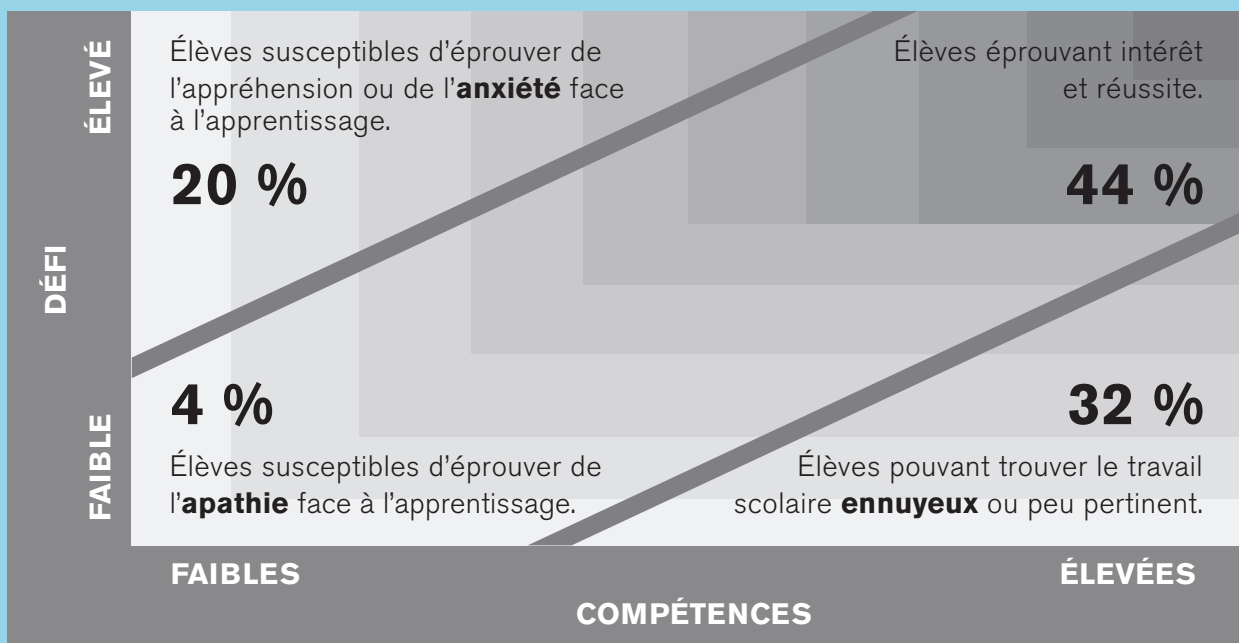 ÉLEVÉ
DÉFI
FAIBLE
Élèves susceptibles d'éprouver de
l'appréhension ou de l'anxiété face
à l'apprentissage.
20 %
Élèves éprouvant intérêt
et réussite.
44 %
4 %
Élèves susceptibles d'éprouver de
l'apathie face à l'apprentissage.
32 %
Élèves pouvant trouver le travail
scolaire ennuyeux ou peu pertinent.
FAIBLES
ÉLEVÉES
COMPÉTENCES